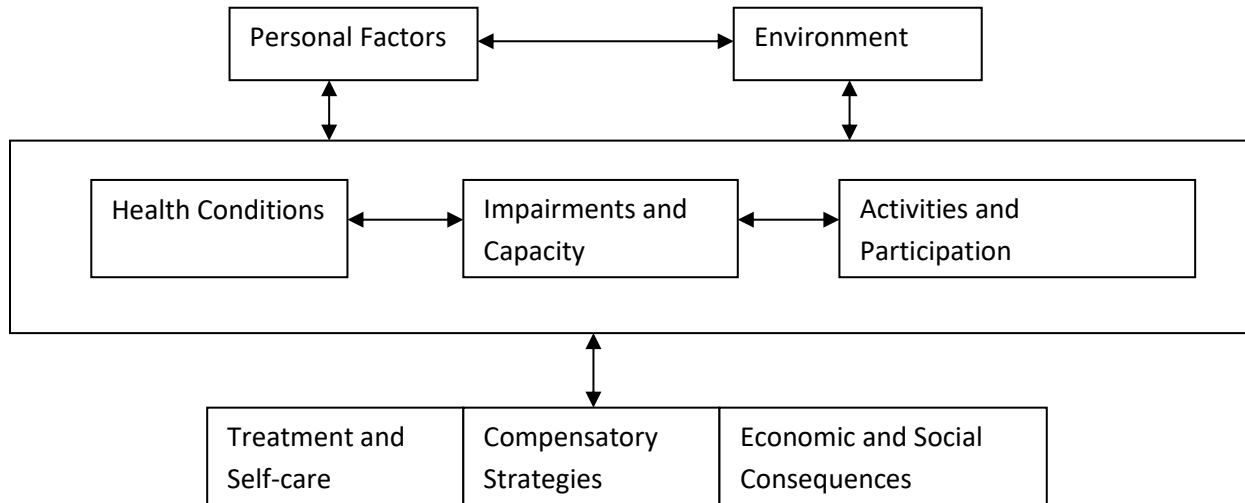 Personal Factors
Environment
Health Conditions
Impairments and
Capacity
Activities and
Participation
Treatment and
Self-care
Compensatory
Strategies
Economic and Social
Consequences